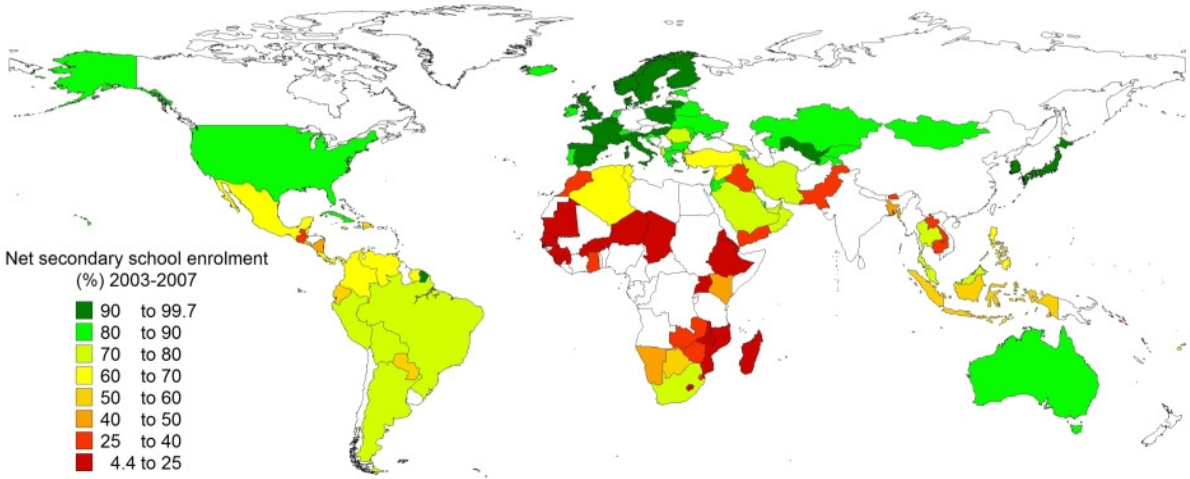 Net secondary school enrolment
(%) 2003-2007
90 to 99.7
80 to 90
70 to 80
60 to 70
50 to 60
40 to 50
25 to 40
4.4 to 25